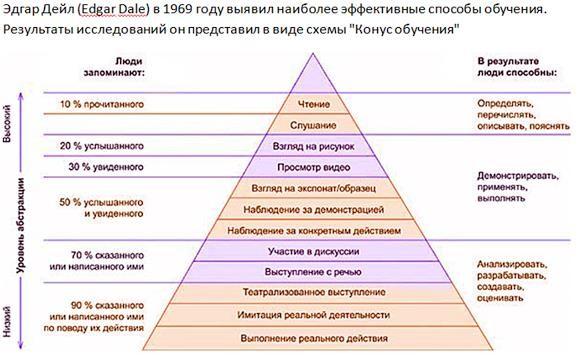 Эдгар Дейл (Edgar Dale) в 1969 году выявил наиболее эффективные способы обучения.
Результаты исследований он представил в виде схемы "Конус обучения"
Люди
запоминают:
В результате
люди способны:
Высокий
Уровень абстракции
Низкий
10 % прочитанного
20 % услышанного
30 % увиденного
50 % услышанного
и увиденного
70 % сказанного
или написанного ими
90 % сказанного
или написанного ими
по поводу их действия
Чтение
Слушание
Взгляд на рисунок
Просмотр видео
Взгляд на экспонат/образец
Наблюдение за демонстрацией
Наблюдение за конкретным действием
Участие в дискуссии
Выступление с речью
Театрализованное выступление
Имитация реальной деятельности
Выполнение реального действия
Определять,
перечислять,
описывать, пояснять
Демонстрировать,
применять,
выполнять
Анализировать,
разрабатывать,
создавать,
оценивать